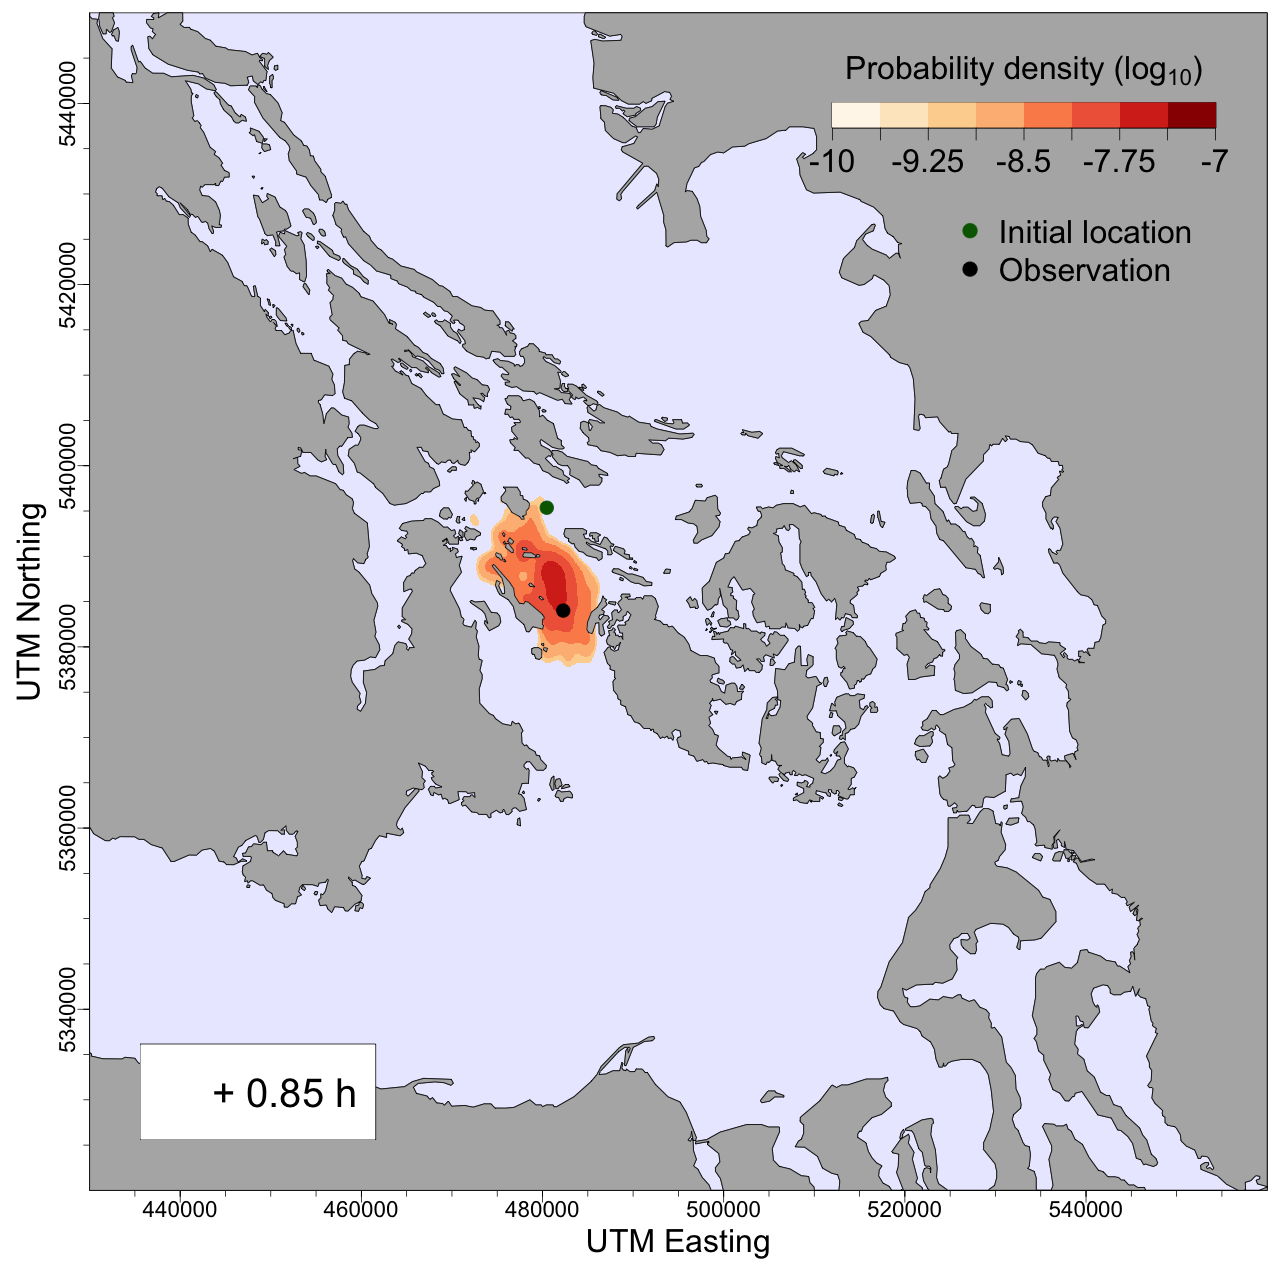 Probability density (log₁₀)
-10 -9.25 -8.5 -7.75 -7
Initial location
Observation
UTM Northing
5440000
5420000
5400000
5380000
5360000
5340000
+ 0.85 h
440000 460000 480000 500000 520000 540000
UTM Easting